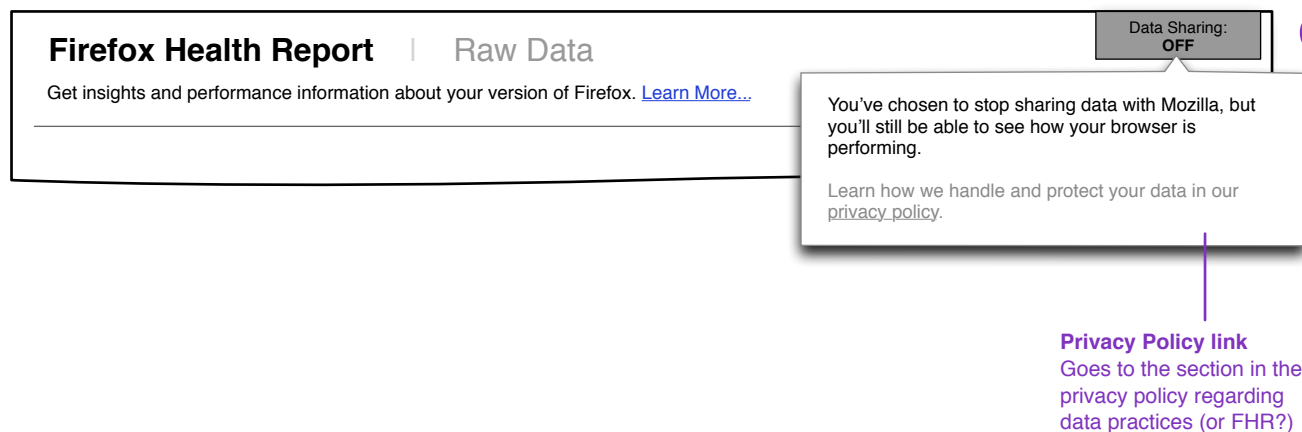 Firefox Health Report | Raw Data
Data Sharing:
OFF
Get insights and performance information about your version of Firefox. Learn More...
You’ve chosen to stop sharing data with Mozilla, but
you’ll still be able to see how your browser is
performing.
Learn how we handle and protect your data in our
privacy policy.
Privacy Policy link
Goes to the section in the
privacy policy regarding
data practices (or FHR?)